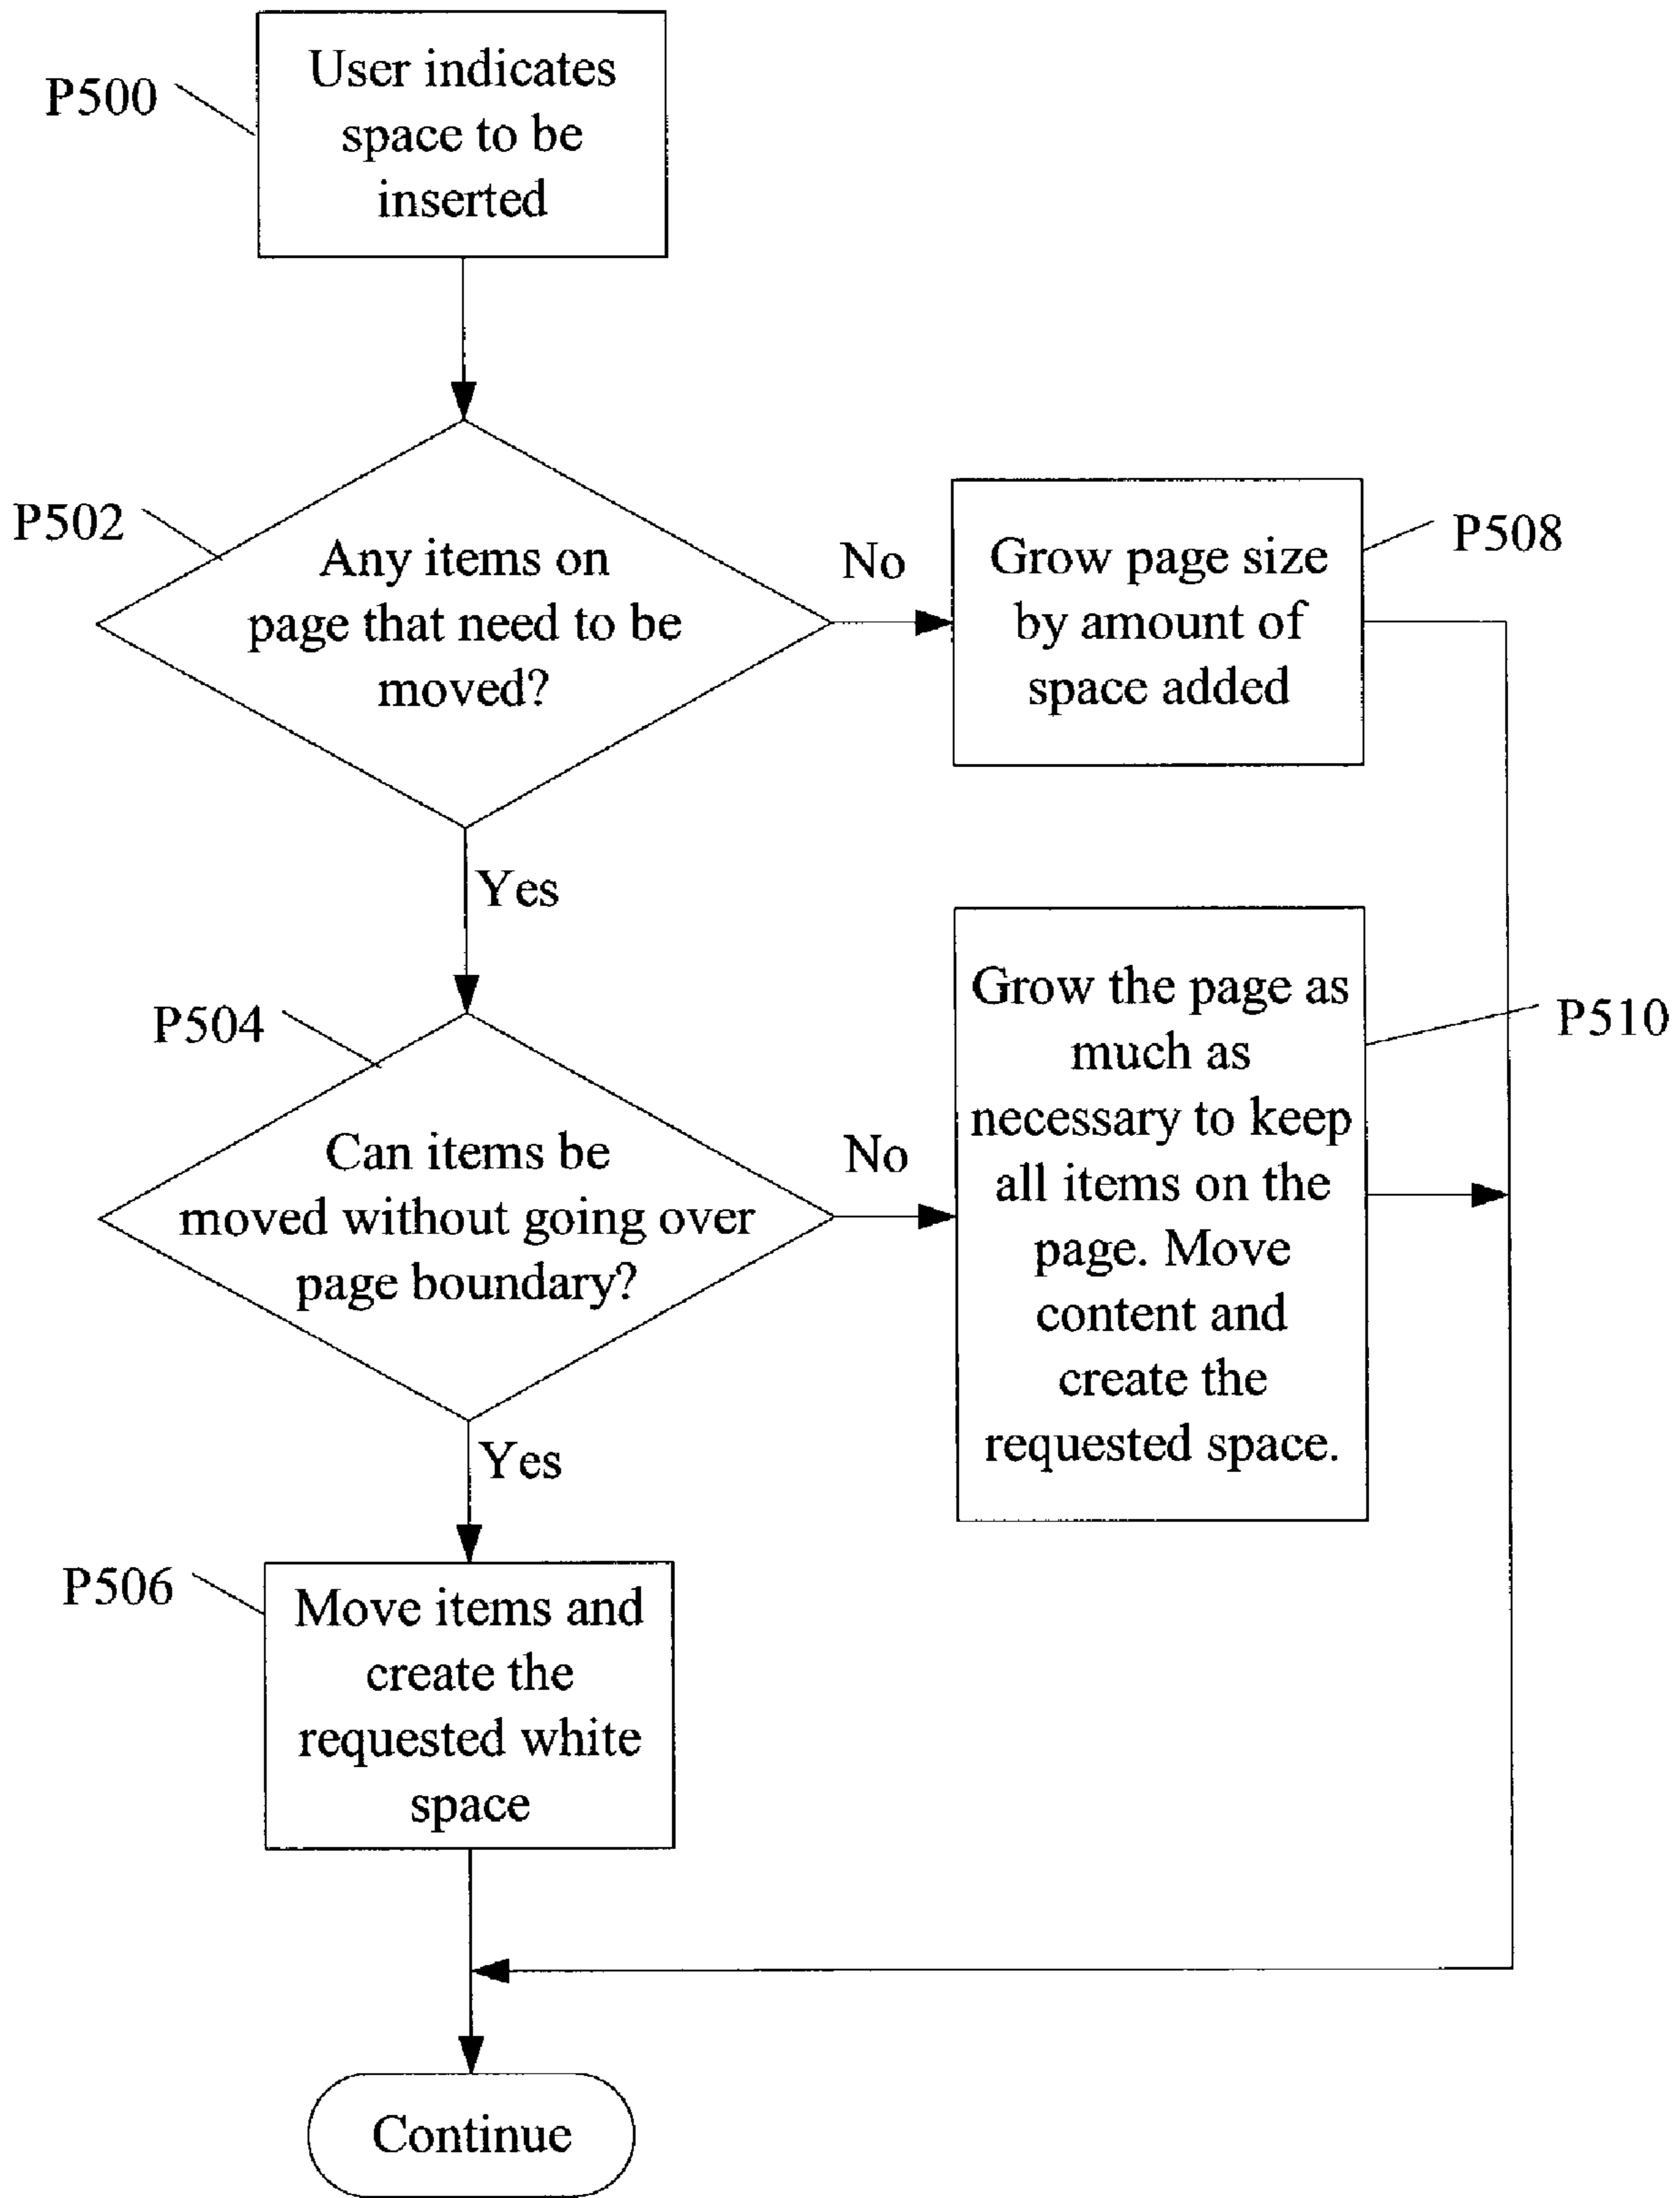 P500
User indicates
space to be
inserted
P502
Any items on
page that need to be
moved?
No
Grow page size
by amount of
space added
P508
Yes
P504
Can items be
moved without going over
page boundary?
No
Grow the page as
much as
necessary to keep
all items on the
page. Move
content and
create the
requested space.
P510
Yes
P506
Move items and
create the
requested white
space
Continue